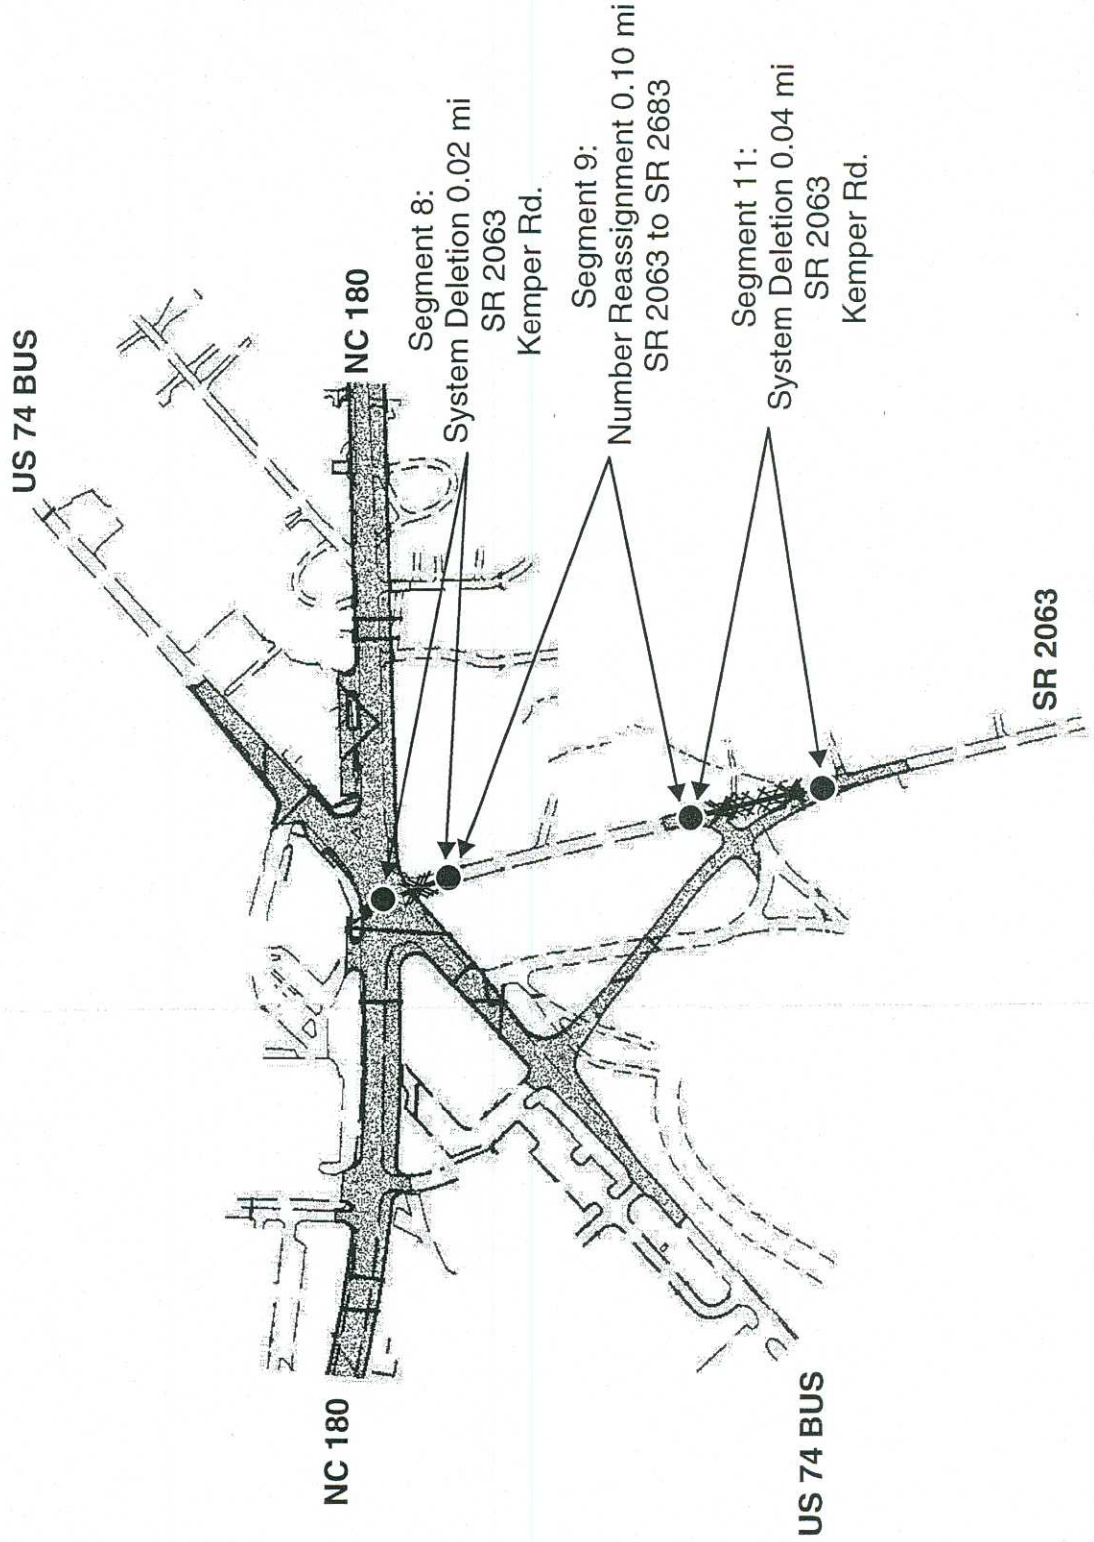 US 74 BUS
NC 180
Segment 8:
System Deletion 0.02 mi
SR 2063
Kemper Rd.
Segment 9:
Number Reassignment 0.10 mi
SR 2063 to SR 2683
Segment 11:
System Deletion 0.04 mi
SR 2063
Kemper Rd.
SR 2063
NC 180
US 74 BUS